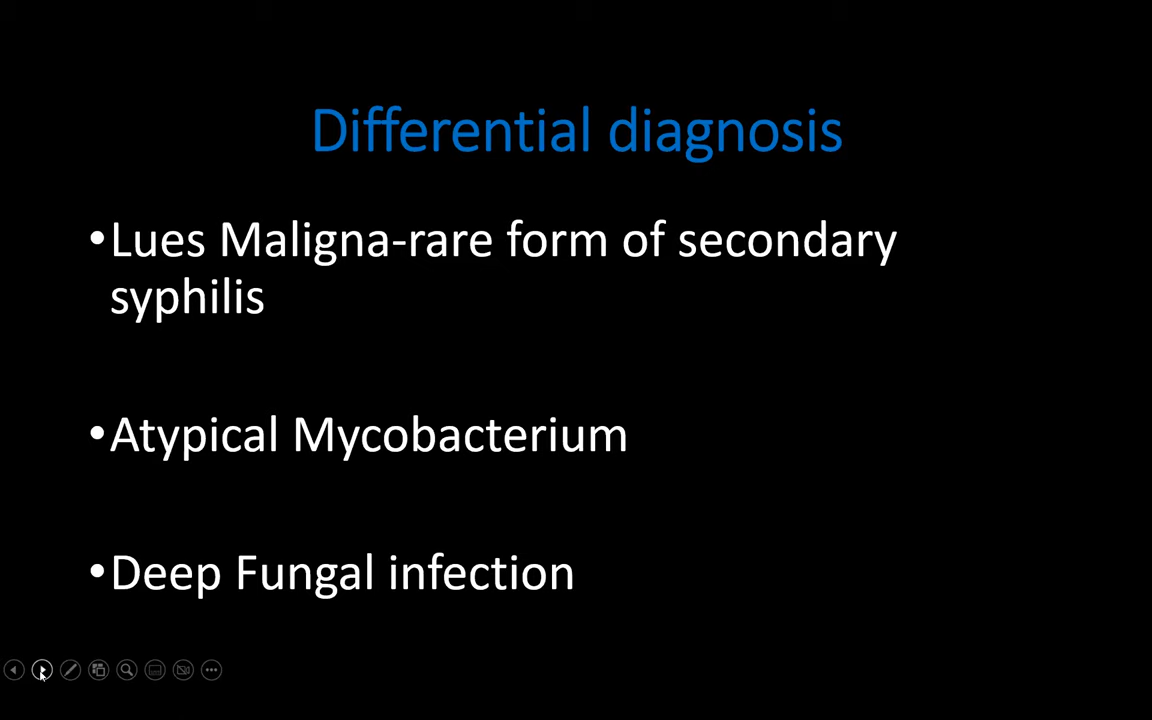 Differential diagnosis
•Lues Maligna-rare form of secondary
syphilis
•Atypical Mycobacterium
•Deep Fungal infection